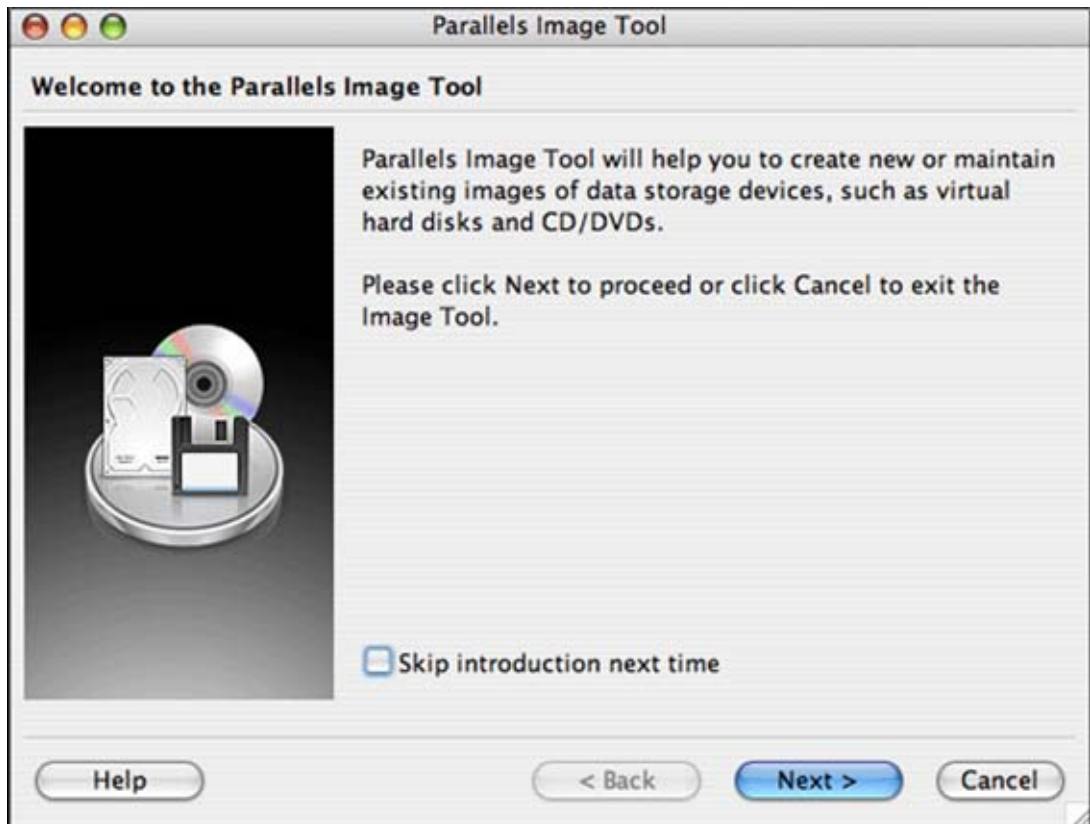 Parallels Image Tool
Welcome to the Parallels Image Tool
Parallels Image Tool will help you to create new or maintain
existing images of data storage devices, such as virtual
hard disks and CD/DVDs.
Please click Next to proceed or click Cancel to exit the
Image Tool.
Skip introduction next time
Help
< Back
Next >
Cancel